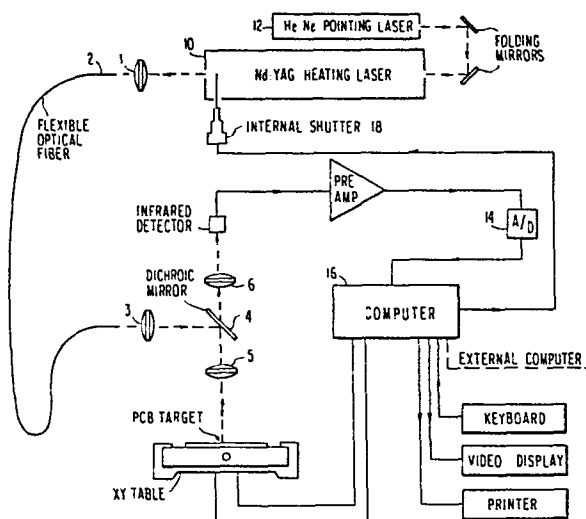 12
He Ne POINTING LASER
10
Nd:YAG HEATING LASER
FOLDING
MIRRORS
2
1
FLEXIBLE
OPTICAL
FIBER
INTERNAL SHUTTER 18
PRE
AMP
INFRARED
DETECTOR
14
A/D
DICHROIC
MIRROR
6
16
COMPUTER
3
4
5
EXTERNAL COMPUTER
PCB TARGET
KEYBOARD
VIDEO DISPLAY
XY TABLE
PRINTER